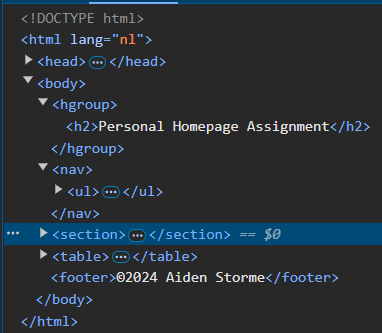 <!DOCTYPE html>
<html lang="nl">
<head>…</head>
<body>
<hgroup>
<h2>Personal Homepage Assignment</h2>
</hgroup>
<nav>
<ul>…</ul>
</nav>
… <section>…</section> == $0
<table>…</table>
<footer>©2024 Aiden Storme</footer>
</body>
</html>